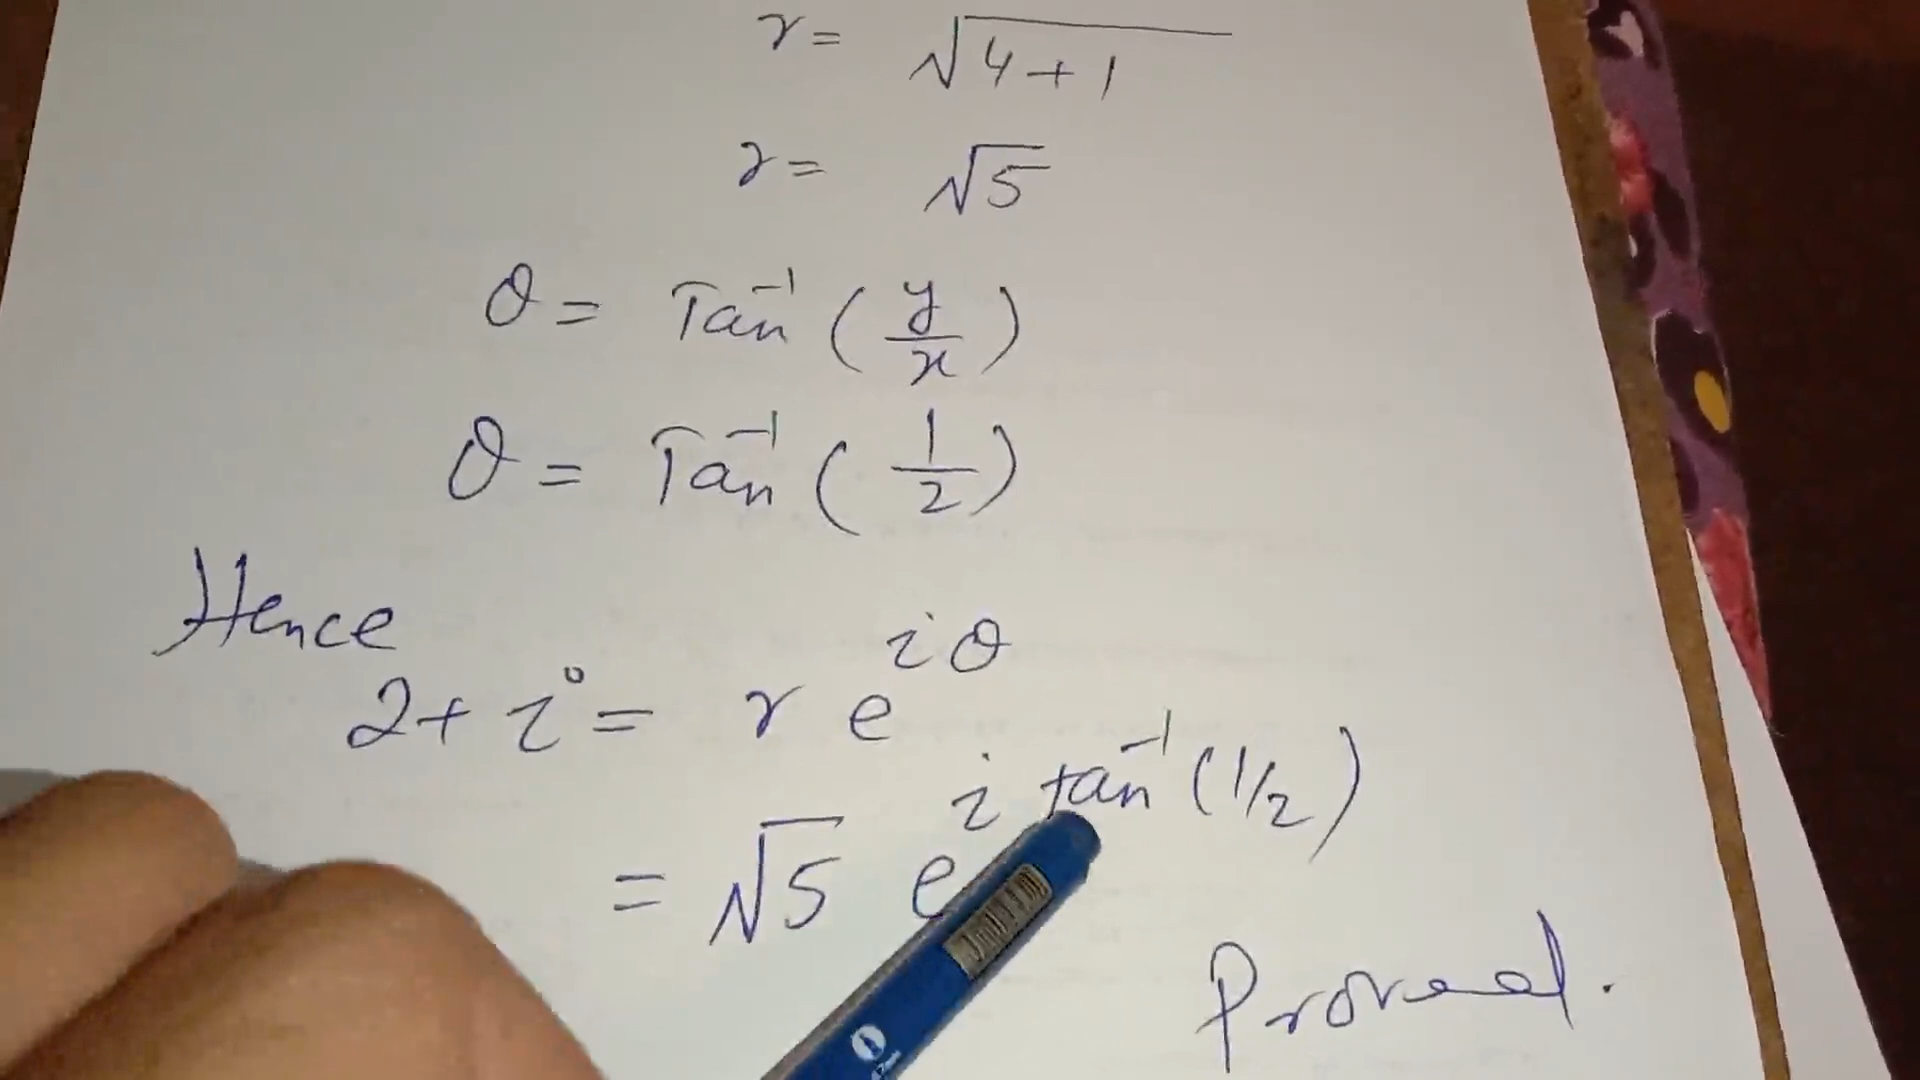 r = √4+1
r = √5
θ = Tan⁻¹ (y/x)
θ = Tan⁻¹ (1/2)
Hence
2+i = r e^{iθ}
= √5 e^{i tan⁻¹(1/2)}
Proved.